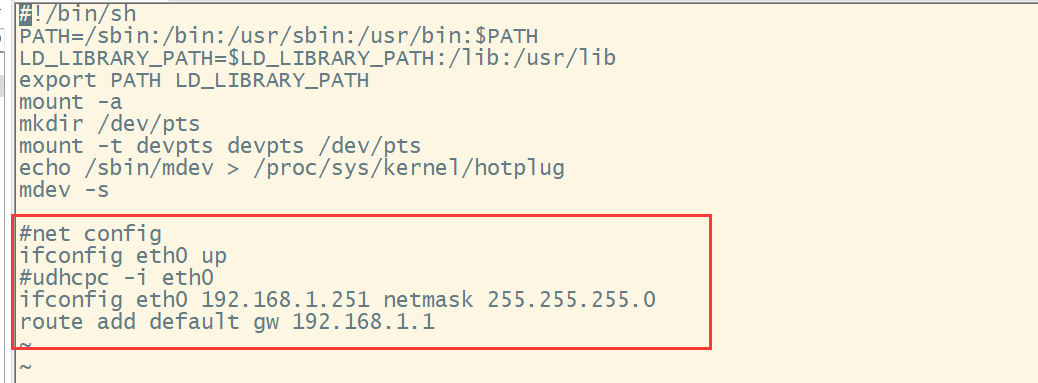 #!/bin/sh
PATH=/sbin:/bin:/usr/sbin:/usr/bin:$PATH
LD_LIBRARY_PATH=$LD_LIBRARY_PATH:/lib:/usr/lib
export PATH LD_LIBRARY_PATH
mount -a
mkdir /dev/pts
mount -t devpts devpts /dev/pts
echo /sbin/mdev > /proc/sys/kernel/hotplug
mdev -s

#net config
ifconfig eth0 up
#udhcpc -i eth0
ifconfig eth0 192.168.1.251 netmask 255.255.255.0
route add default gw 192.168.1.1
~
~